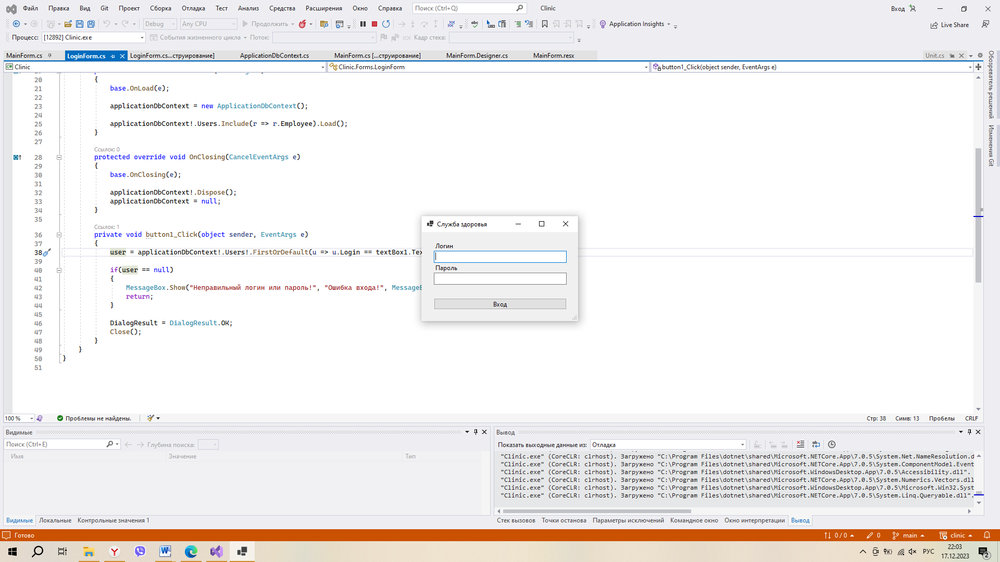 Файл Правка Вид Git Проект Сборка Отладка Тест Анализ Средства Расширения Окно Справка Поиск (Ctrl+Q) Clinic Вход
Debug Any CPU Продолжить Application Insights Live Share
Процесс: [12892] Clinic.exe События жизненного цикла Поток: Кадр стека:
MainForm.cs LoginForm.cs LoginForm.cs...струирование] ApplicationDbContext.cs MainForm.cs [...струирование] MainForm.Designer.cs MainForm.resx Unit.cs
Clinic Clinic.Forms.LoginForm button1_Click(object sender, EventArgs e)
Обозреватель решений
Изменения Git
20 {
21 base.OnLoad(e);
22
23 applicationDbContext = new ApplicationDbContext();
24
25 applicationDbContext!.Users.Include(r => r.Employee).Load();
26 }
27
Ссылок: 0
28 protected override void OnClosing(CancelEventArgs e)
29 {
30 base.OnClosing(e);
31
32 applicationDbContext!.Dispose();
33 applicationDbContext = null;
34 }
35
Ссылок: 1
36 private void button1_Click(object sender, EventArgs e)
37 {
38 user = applicationDbContext!.Users!.FirstOrDefault(u => u.Login == textBox1.Tex
39
40 if(user == null)
41 {
42 MessageBox.Show("Неправильный логин или пароль!", "Ошибка входа!", MessageB
43 return;
44 }
45
46 DialogResult = DialogResult.OK;
47 Close();
48 }
49 }
50 }
51
Служба здоровья
Логин
Пароль
Вход
100 % Проблемы не найдены. Стр: 38 Симв: 13 Пробелы CRLF
Видимые
Поиск (Ctrl+E) Глубина поиска:
Имя Значение Тип
Видимые Локальные Контрольные значения 1
Вывод
Показать выходные данные из: Отладка
"Clinic.exe" (CoreCLR: clrhost). Загружено "C:\Program Files\dotnet\shared\Microsoft.NETCore.App\7.0.5\System.Net.NameResolution.d
"Clinic.exe" (CoreCLR: clrhost). Загружено "C:\Program Files\dotnet\shared\Microsoft.NETCore.App\7.0.5\System.ComponentModel.Event
"Clinic.exe" (CoreCLR: clrhost). Загружено "C:\Program Files\dotnet\shared\Microsoft.WindowsDesktop.App\7.0.5\Accessibility.dll".
"Clinic.exe" (CoreCLR: clrhost). Загружено "C:\Program Files\dotnet\shared\Microsoft.NETCore.App\7.0.5\System.Numerics.Vectors.dll
"Clinic.exe" (CoreCLR: clrhost). Загружено "C:\Program Files\dotnet\shared\Microsoft.WindowsDesktop.App\7.0.5\Microsoft.Win32.Syst
"Clinic.exe" (CoreCLR: clrhost). Загружено "C:\Program Files\dotnet\shared\Microsoft.NETCore.App\7.0.5\System.Linq.Queryable.dll".
Стек вызовов Точки останова Параметры исключений Командное окно Окно интерпретации Вывод
Готово 0 / 0 0 main clinic
РУС 22:03
17.12.2023 2